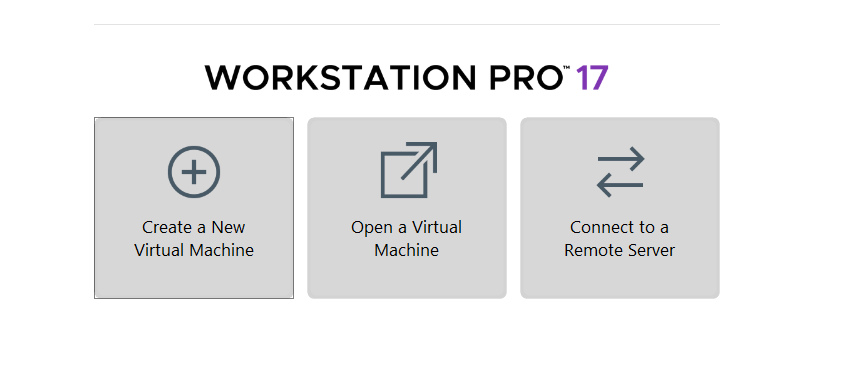 WORKSTATION PRO™ 17
Create a New
Virtual Machine
Open a Virtual
Machine
Connect to a
Remote Server